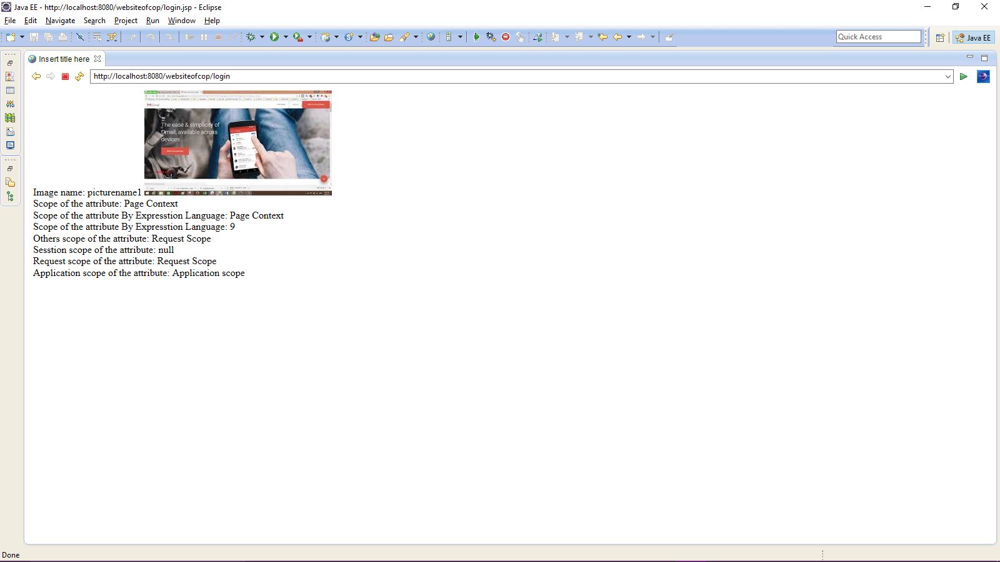 Java EE - http://localhost:8080/websiteofcop/login.jsp - Eclipse
File Edit Navigate Search Project Run Window Help
Quick Access
Java EE
Insert title here
http://localhost:8080/websiteofcop/login
Gmail
The ease & simplicity of
Gmail, available across
devices
Image name: picturename1
Scope of the attribute: Page Context
Scope of the attribute By Expresstion Language: Page Context
Scope of the attribute By Expresstion Language: 9
Others scope of the attribute: Request Scope
Sesstion scope of the attribute: null
Request scope of the attribute: Request Scope
Application scope of the attribute: Application scope
Done